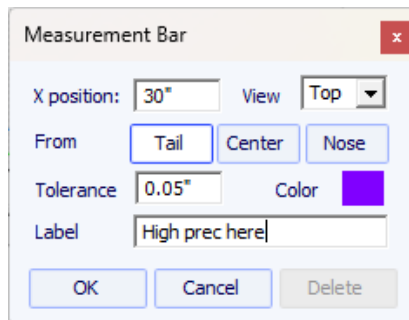 Measurement Bar x
X position: 30" View Top
From Tail Center Nose
Tolerance 0.05" Color
Label High prec here
OK Cancel Delete